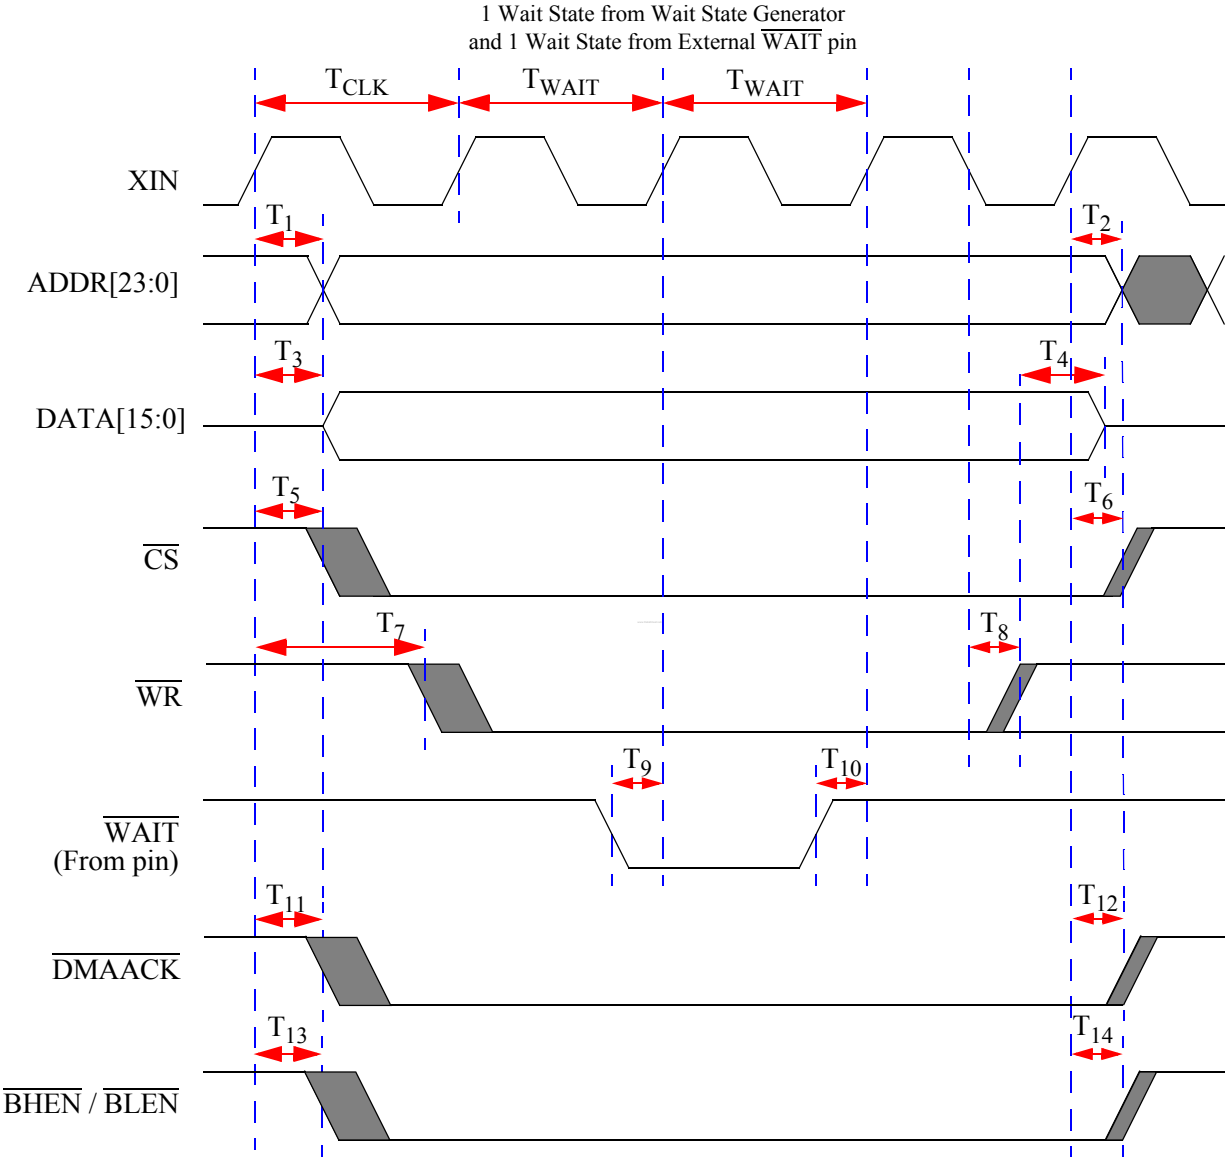 1 Wait State from Wait State Generator
and 1 Wait State from External WAIT pin
TCLK TWAIT TWAIT
XIN
T1 T2
ADDR[23:0]
T3 T4
DATA[15:0]
T5 T6
CS
T7 T8
WR
T9 T10
WAIT
(From pin)
T11 T12
DMAACK
T13 T14
BHEN / BLEN